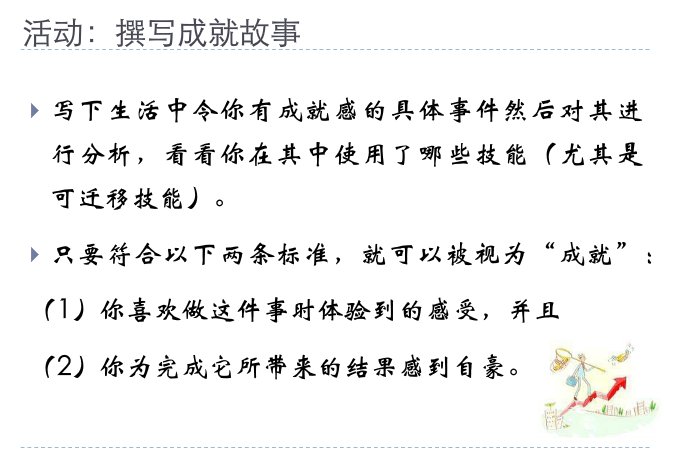 活动：撰写成就故事
写下生活中令你有成就感的具体事件然后对其进
行分析，看看你在其中使用了哪些技能（尤其是
可迁移技能）。
只要符合以下两条标准，就可以被视为“成就”：
（1）你喜欢做这件事时体验到的感受，并且
（2）你为完成它所带来的结果感到自豪。